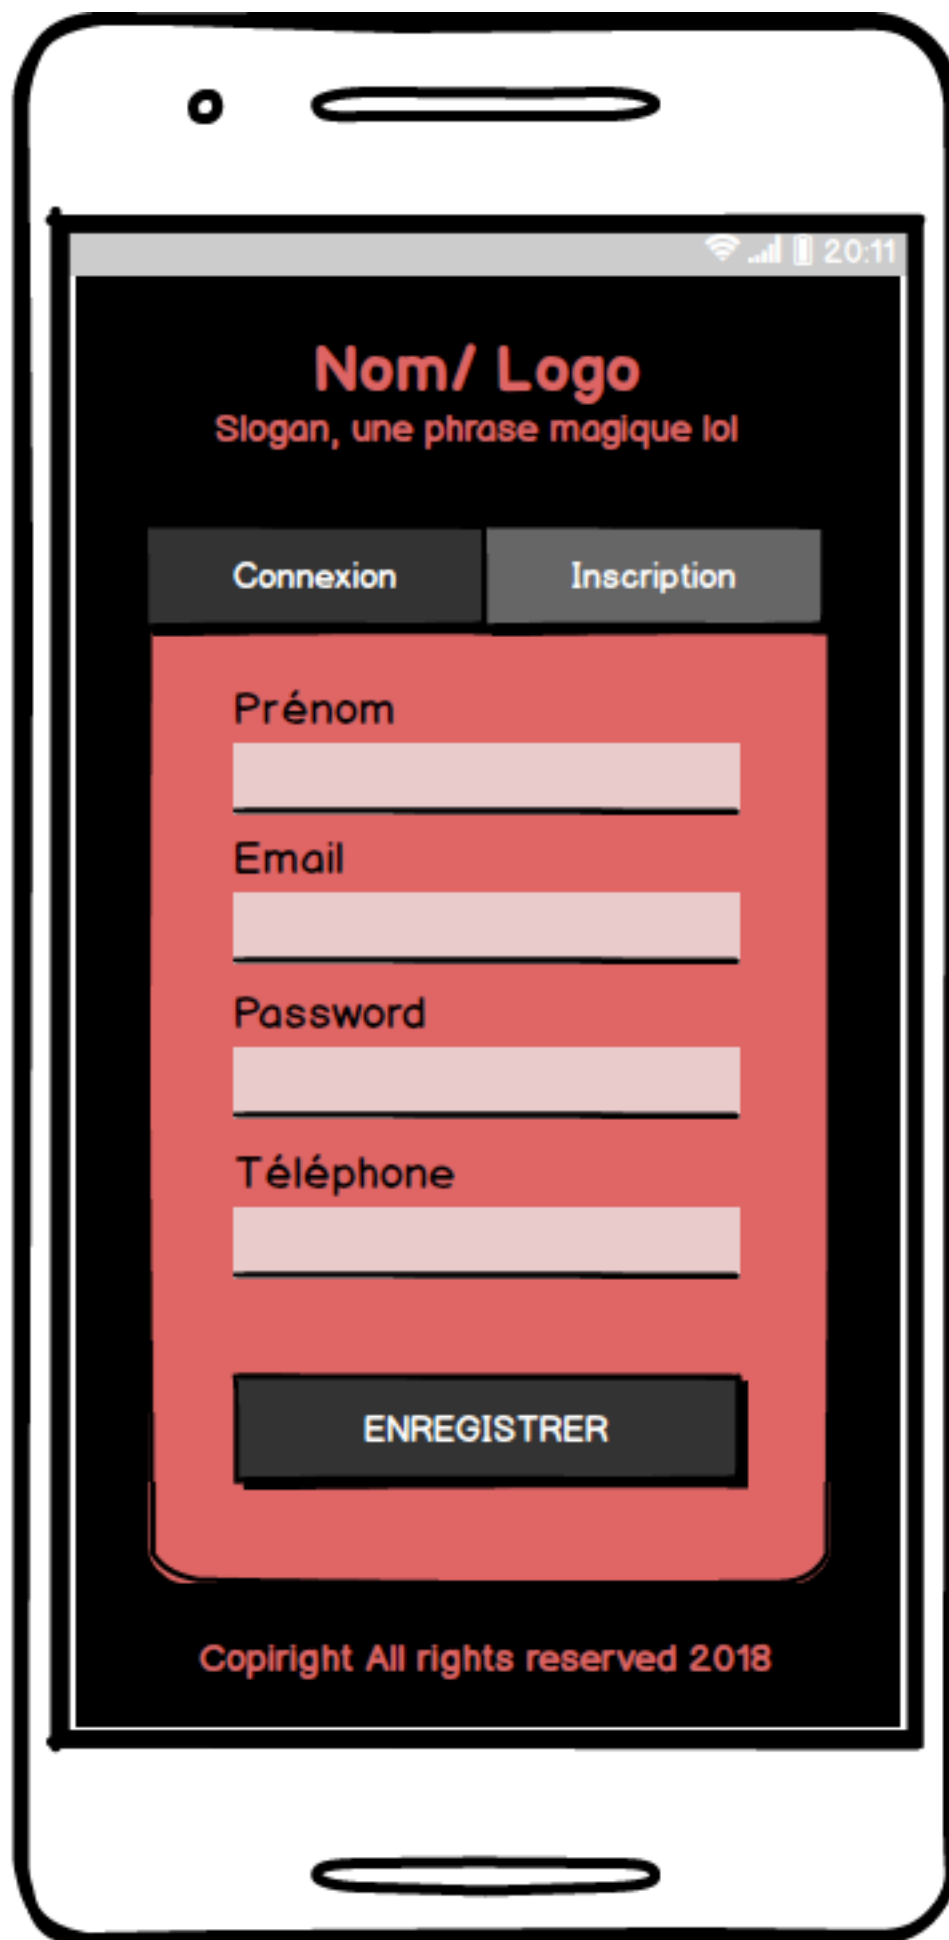 20:11
Nom/ Logo
Slogan, une phrase magique lol
Connexion Inscription
Prénom
Email
Password
Téléphone
ENREGISTRER
Copiright All rights reserved 2018